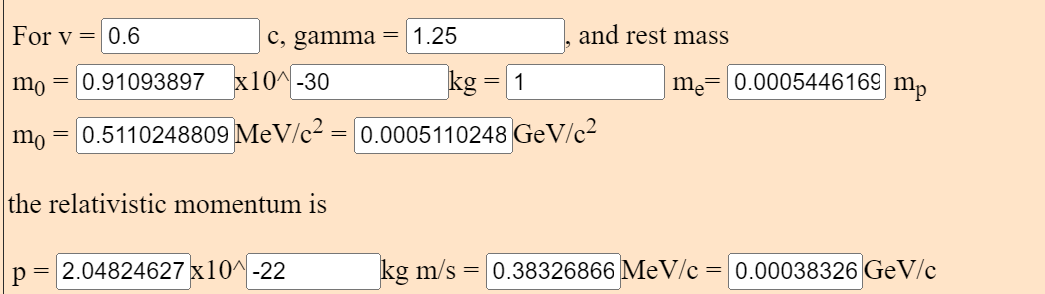 For v = 0.6 c, gamma = 1.25 , and rest mass
m₀ = 0.91093897 x10^ -30 kg = 1 mₑ= 0.0005446169 mₚ
m₀ = 0.5110248809 MeV/c² = 0.0005110248 GeV/c²
the relativistic momentum is
p = 2.04824627 x10^ -22 kg m/s = 0.38326866 MeV/c = 0.00038326 GeV/c